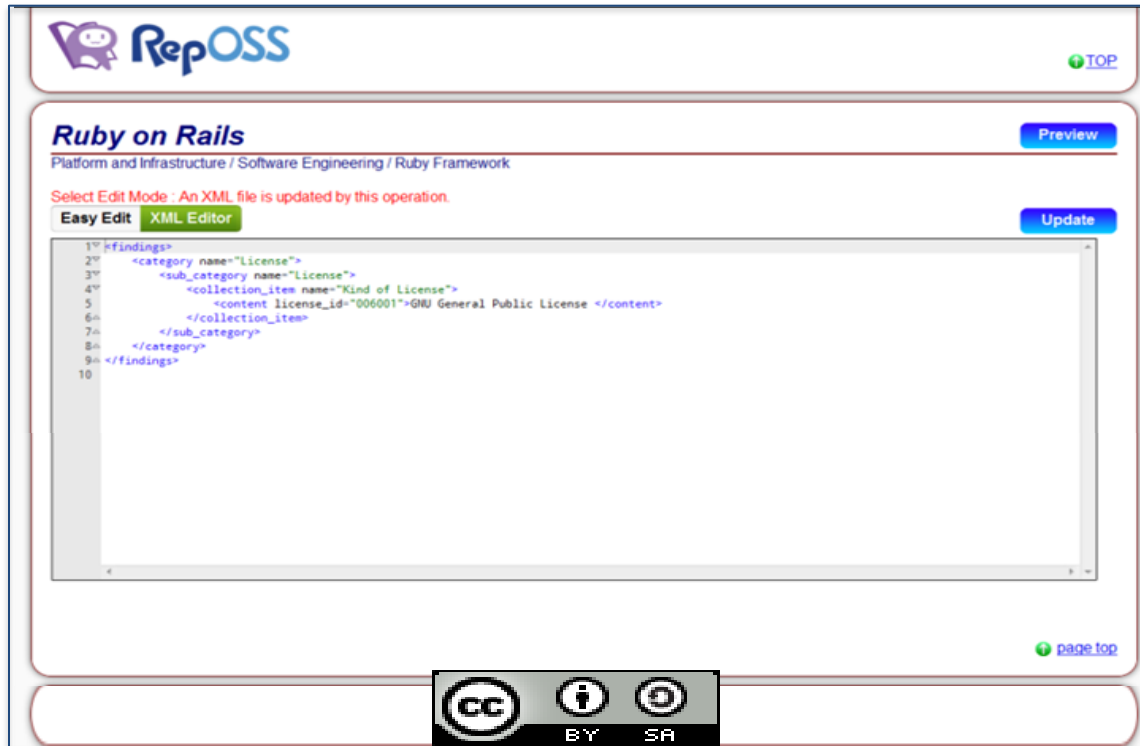 RepOSS
TOP
Ruby on Rails
Preview
Platform and Infrastructure / Software Engineering / Ruby Framework
Select Edit Mode : An XML file is updated by this operation.
Easy Edit XML Editor
Update
1 <findings>
2 <category name="License">
3 <sub_category name="License">
4 <collection_item name="Kind of License">
5 <content license_id="006001">GNU General Public License </content>
6 </collection_item>
7 </sub_category>
8 </category>
9 </findings>
10
page top
cc
BY SA